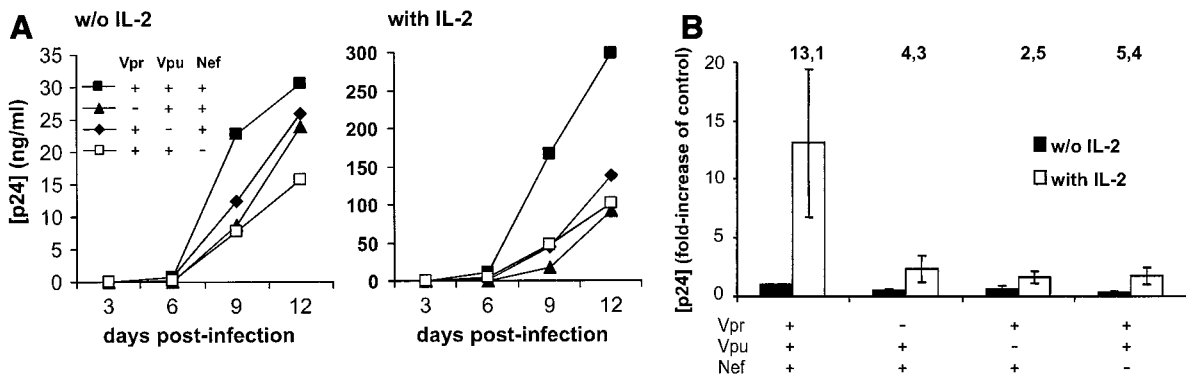 A
w/o IL-2
35
30
25
20
15
10
5
0
[p24] (ng/ml)
Vpr Vpu Nef
+ + +
- + +
+ - +
+ + -
3 6 9 12
days post-infection
with IL-2
300
250
200
150
100
50
0
3 6 9 12
days post-infection
B
13,1 4,3 2,5 5,4
20
15
10
5
0
[p24] (fold-increase of control)
w/o IL-2
with IL-2
Vpr + - + +
Vpu + + - +
Nef + + + -